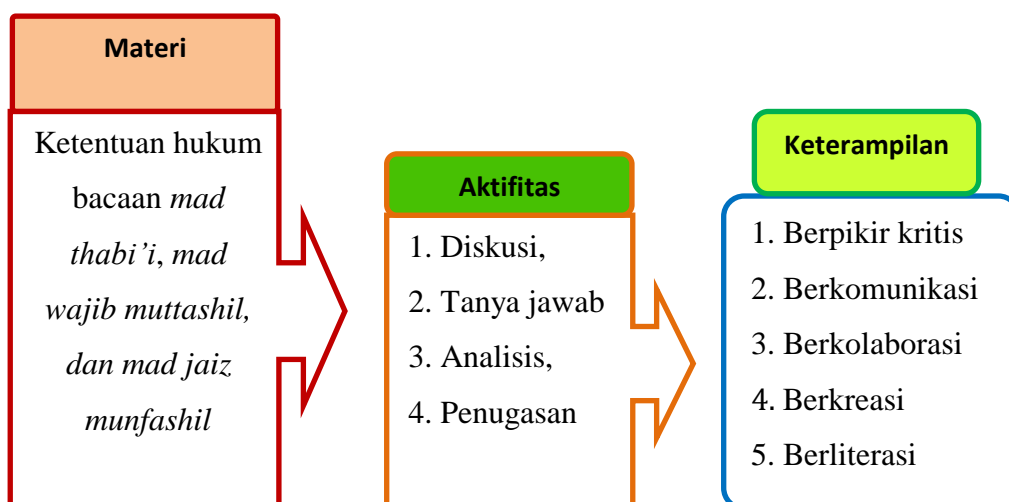 Materi
Ketentuan hukum
bacaan mad
thabi’i, mad
wajib muttashil,
dan mad jaiz
munfashil
Aktifitas
1. Diskusi,
2. Tanya jawab
3. Analisis,
4. Penugasan
Keterampilan
1. Berpikir kritis
2. Berkomunikasi
3. Berkolaborasi
4. Berkreasi
5. Berliterasi